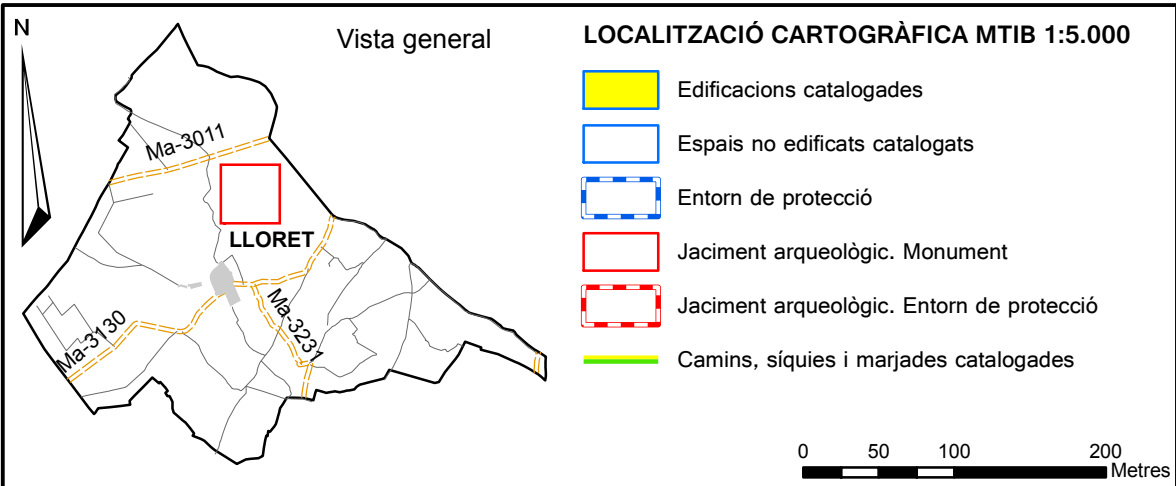 N
Vista general
Ma-3011
LLORET
Ma-3130
Ma-3231
LOCALITZACIÓ CARTOGRÀFICA MTIB 1:5.000
Edificacions catalogades
Espais no edificats catalogats
Entorn de protecció
Jaciment arqueològic. Monument
Jaciment arqueològic. Entorn de protecció
Camins, síquies i marjades catalogades
0 50 100 200
Metres